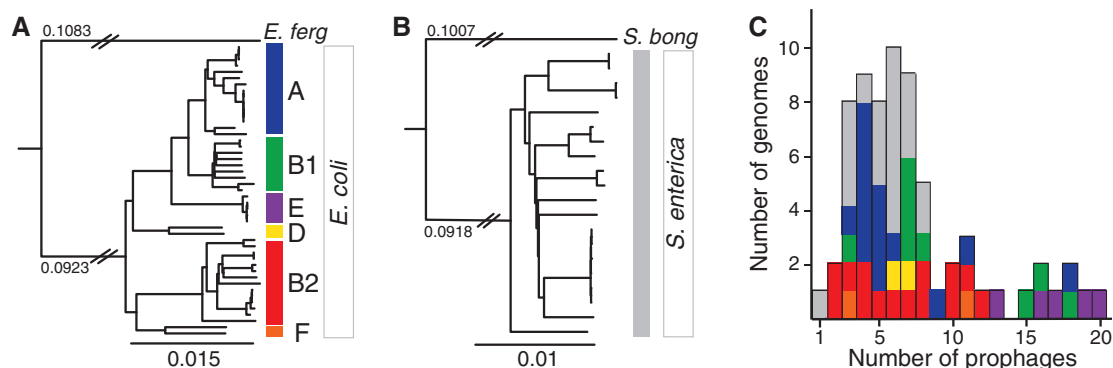 A
0.1083
E. ferg
A
B1
E
D
B2
F
E. coli
0.0923
0.015
B
0.1007
S. bong
S. enterica
0.0918
0.01
C
Number of genomes
10
8
6
4
2
1 5 10 15 20
Number of prophages